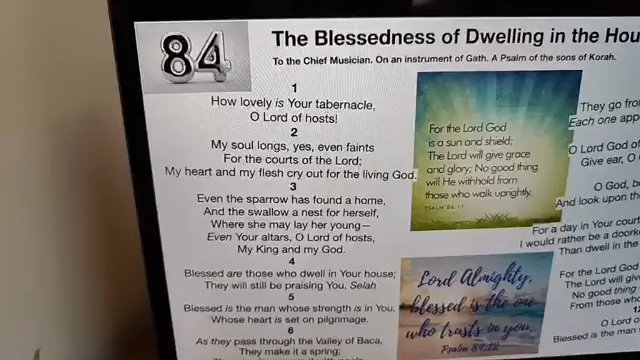 84
The Blessedness of Dwelling in the
To the Chief Musician. On an instrument of Gath. A Psalm of the sons of Korah.
1
How lovely is Your tabernacle,
O Lord of hosts!
2
My soul longs, yes, even faints
For the courts of the Lord;
My heart and my flesh cry out for the living God.
3
Even the sparrow has found a home,
And the swallow a nest for herself,
Where she may lay her young—
Even Your altars, O Lord of hosts,
My King and my God.
4
Blessed are those who dwell in Your house;
They will still be praising You. Selah
5
Blessed is the man whose strength is in You,
Whose heart is set on pilgrimage.
6
As they pass through the Valley of Baca,
They make it a spring;
For the Lord God
is a sun and shield;
The Lord will give grace
and glory; No good thing
will He withhold from
those who walk uprightly.
PSALM 84:11
Lord Almighty,
blessed is the one
who trusts in you.
Psalm 84:12
They go from
Each one
O Lord God of
Give ear, O
O God,
And look upon
For a day in Your
I would rather be a
Than dwell in the
For the Lord God
The Lord will
No good thing
From those
O Lord
Blessed is the man